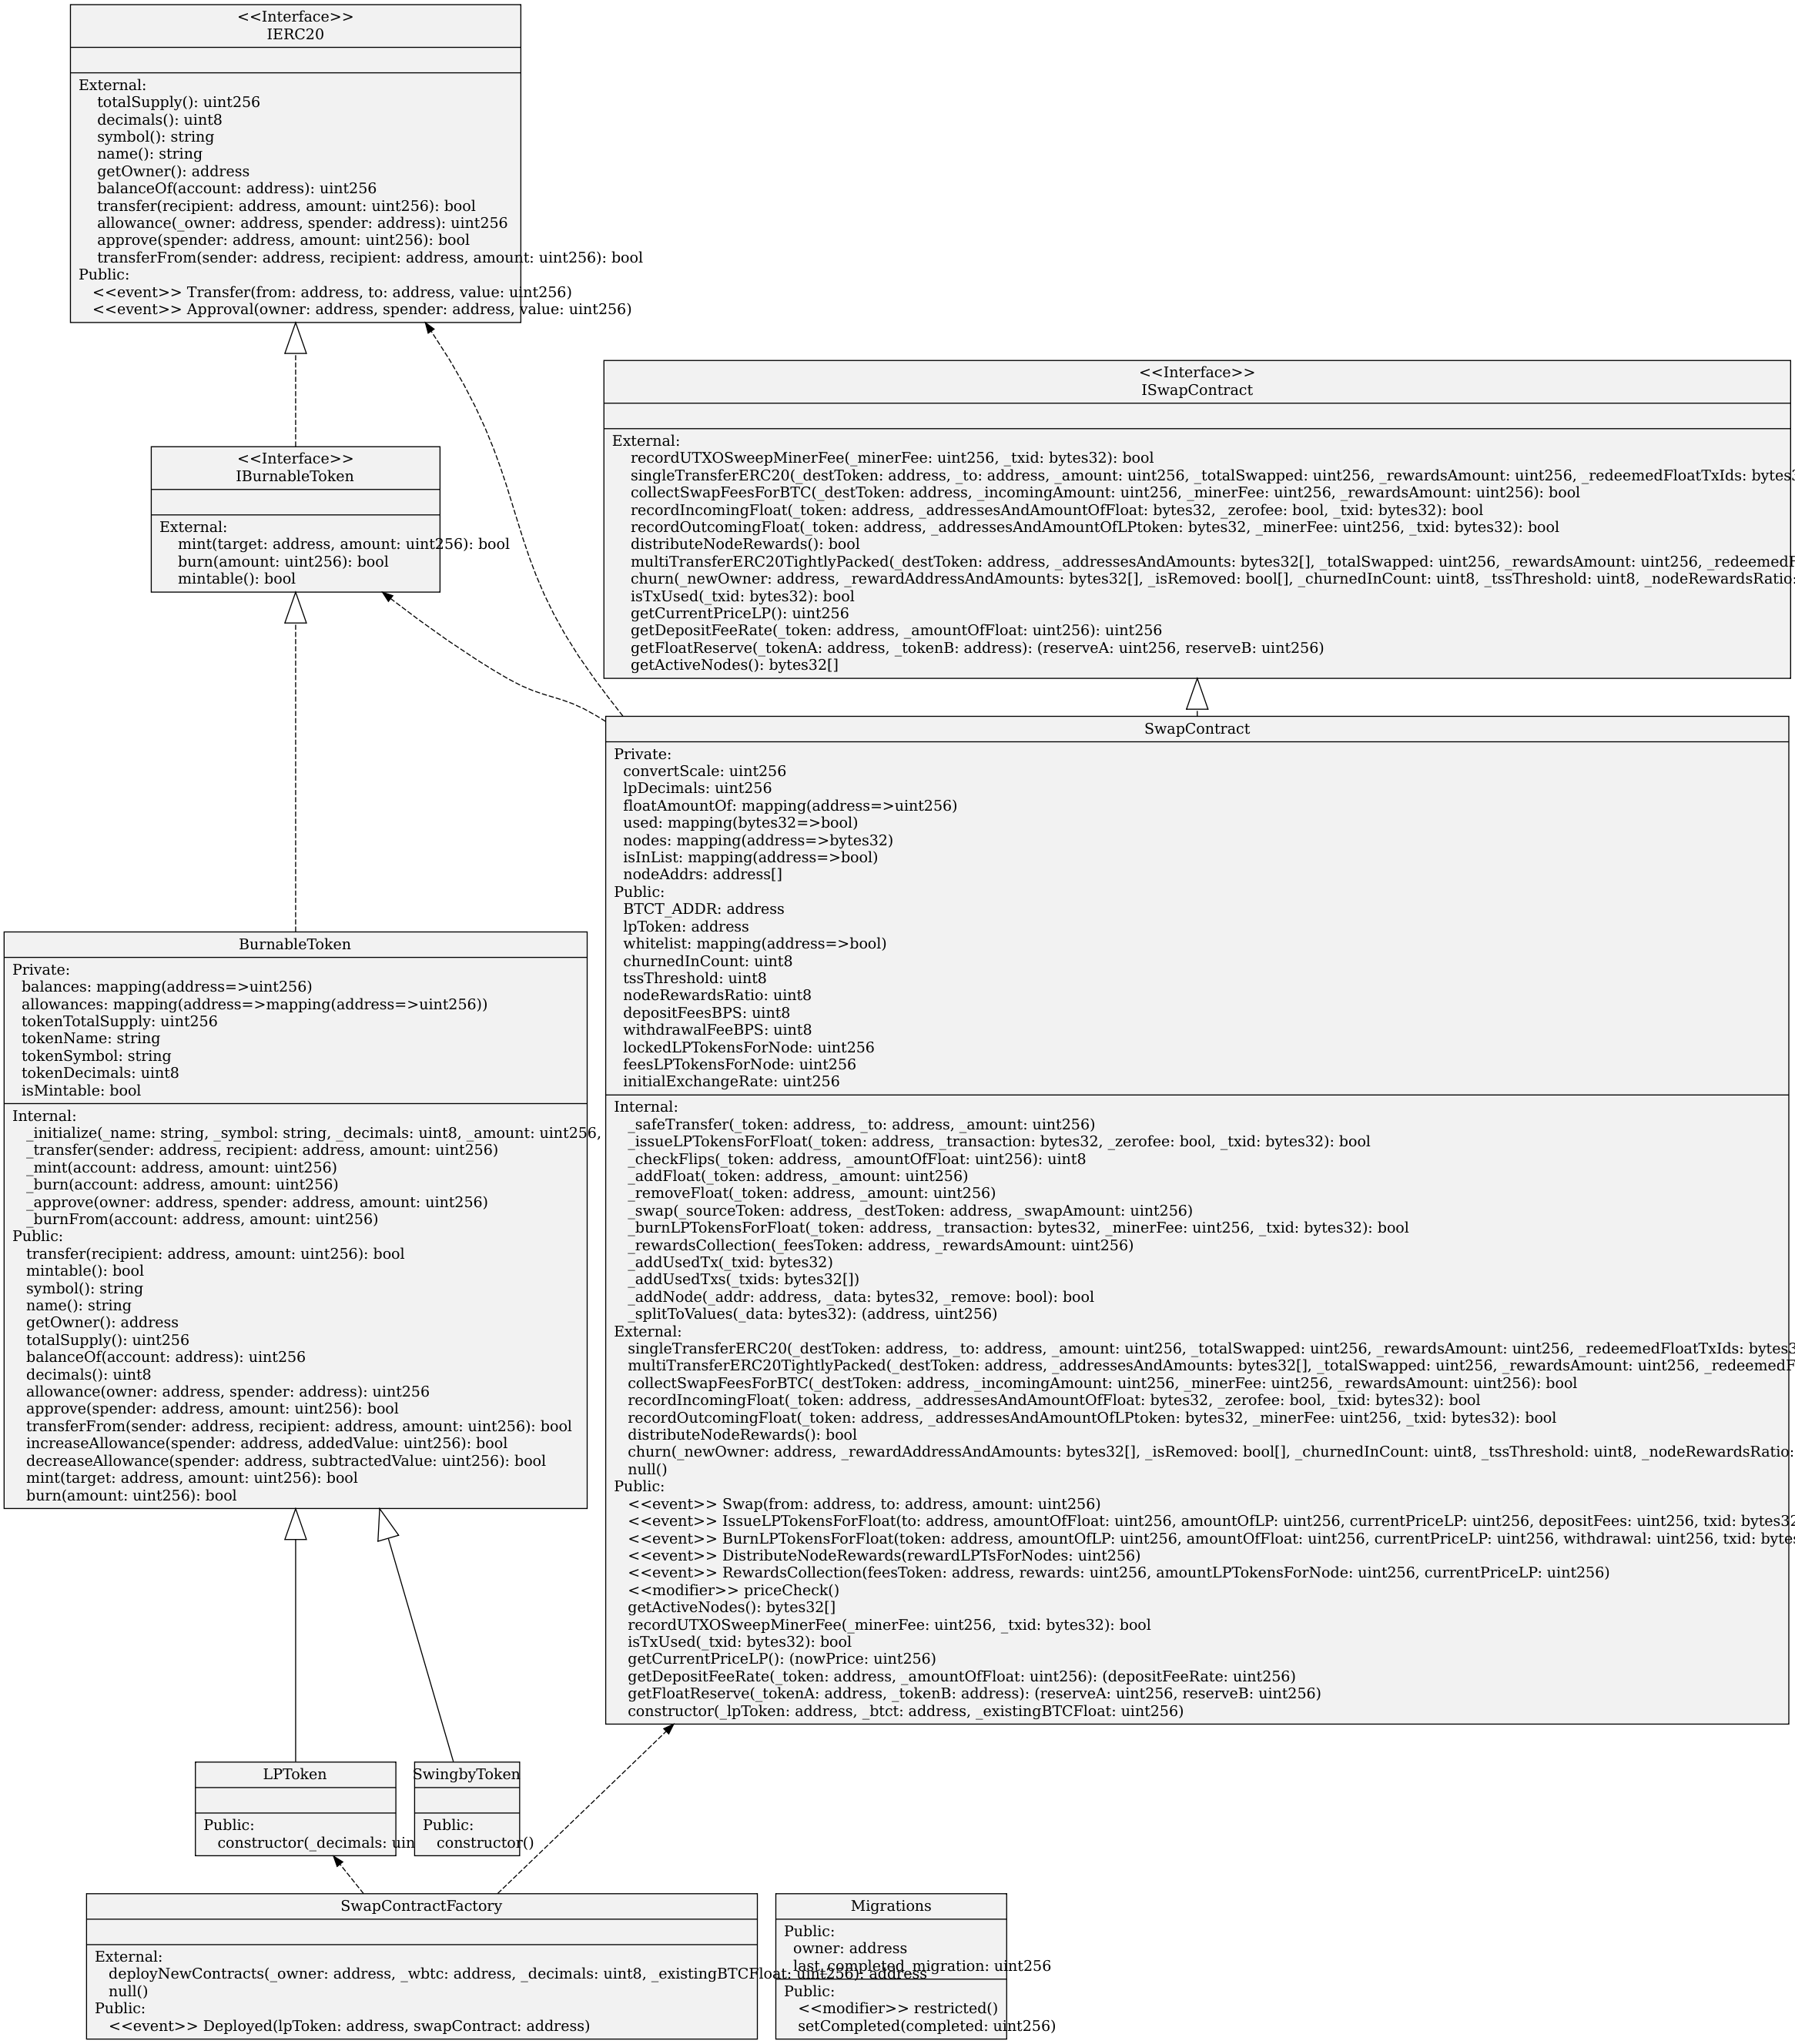 <<Interface>>
IERC20
External:
totalSupply(): uint256
decimals(): uint8
symbol(): string
name(): string
getOwner(): address
balanceOf(account: address): uint256
transfer(recipient: address, amount: uint256): bool
allowance(_owner: address, spender: address): uint256
approve(spender: address, amount: uint256): bool
transferFrom(sender: address, recipient: address, amount: uint256): bool
Public:
<<event>> Transfer(from: address, to: address, value: uint256)
<<event>> Approval(owner: address, spender: address, value: uint256)
<<Interface>>
ISwapContract
External:
recordUTXOSweepMinerFee(_minerFee: uint256, _txid: bytes32): bool
singleTransferERC20(_destToken: address, _to: address, _amount: uint256, _totalSwapped: uint256, _rewardsAmount: uint256, _redeemedFloatTxIds: bytes3
collectSwapFeesForBTC(_destToken: address, _incomingAmount: uint256, _minerFee: uint256, _rewardsAmount: uint256): bool
recordIncomingFloat(_token: address, _addressesAndAmountOfFloat: bytes32, _zerofee: bool, _txid: bytes32): bool
recordOutcomingFloat(_token: address, _addressesAndAmountOfLPtoken: bytes32, _minerFee: uint256, _txid: bytes32): bool
distributeNodeRewards(): bool
multiTransferERC20TightlyPacked(_destToken: address, _addressesAndAmounts: bytes32[], _totalSwapped: uint256, _rewardsAmount: uint256, _redeemedF
churn(_newOwner: address, _rewardAddressAndAmounts: bytes32[], _isRemoved: bool[], _churnedInCount: uint8, _tssThreshold: uint8, _nodeRewardsRatio:
isTxUsed(_txid: bytes32): bool
getCurrentPriceLP(): uint256
getDepositFeeRate(_token: address, _amountOfFloat: uint256): uint256
getFloatReserve(_tokenA: address, _tokenB: address): (reserveA: uint256, reserveB: uint256)
getActiveNodes(): bytes32[]
<<Interface>>
IBurnableToken
External:
mint(target: address, amount: uint256): bool
burn(amount: uint256): bool
mintable(): bool
SwapContract
Private:
convertScale: uint256
lpDecimals: uint256
floatAmountOf: mapping(address=>uint256)
used: mapping(bytes32=>bool)
nodes: mapping(address=>bytes32)
isInList: mapping(address=>bool)
nodeAddrs: address[]
Public:
BTCT_ADDR: address
lpToken: address
whitelist: mapping(address=>bool)
churnedInCount: uint8
tssThreshold: uint8
nodeRewardsRatio: uint8
depositFeesBPS: uint8
withdrawalFeeBPS: uint8
lockedLPTokensForNode: uint256
feesLPTokensForNode: uint256
initialExchangeRate: uint256
Internal:
_safeTransfer(_token: address, _to: address, _amount: uint256)
_issueLPTokensForFloat(_token: address, _transaction: bytes32, _zerofee: bool, _txid: bytes32): bool
_checkFlips(_token: address, _amountOfFloat: uint256): uint8
_addFloat(_token: address, _amount: uint256)
_removeFloat(_token: address, _amount: uint256)
_swap(_sourceToken: address, _destToken: address, _swapAmount: uint256)
_burnLPTokensForFloat(_token: address, _transaction: bytes32, _minerFee: uint256, _txid: bytes32): bool
_rewardsCollection(_feesToken: address, _rewardsAmount: uint256)
_addUsedTx(_txid: bytes32)
_addUsedTxs(_txids: bytes32[])
_addNode(_addr: address, _data: bytes32, _remove: bool): bool
_splitToValues(_data: bytes32): (address, uint256)
External:
singleTransferERC20(_destToken: address, _to: address, _amount: uint256, _totalSwapped: uint256, _rewardsAmount: uint256, _redeemedFloatTxIds: bytes3
multiTransferERC20TightlyPacked(_destToken: address, _addressesAndAmounts: bytes32[], _totalSwapped: uint256, _rewardsAmount: uint256, _redeemedF
collectSwapFeesForBTC(_destToken: address, _incomingAmount: uint256, _minerFee: uint256, _rewardsAmount: uint256): bool
recordIncomingFloat(_token: address, _addressesAndAmountOfFloat: bytes32, _zerofee: bool, _txid: bytes32): bool
recordOutcomingFloat(_token: address, _addressesAndAmountOfLPtoken: bytes32, _minerFee: uint256, _txid: bytes32): bool
distributeNodeRewards(): bool
churn(_newOwner: address, _rewardAddressAndAmounts: bytes32[], _isRemoved: bool[], _churnedInCount: uint8, _tssThreshold: uint8, _nodeRewardsRatio:
null()
Public:
<<event>> Swap(from: address, to: address, amount: uint256)
<<event>> IssueLPTokensForFloat(to: address, amountOfFloat: uint256, amountOfLP: uint256, currentPriceLP: uint256, depositFees: uint256, txid: bytes32
<<event>> BurnLPTokensForFloat(token: address, amountOfLP: uint256, amountOfFloat: uint256, currentPriceLP: uint256, withdrawal: uint256, txid: bytes
<<event>> DistributeNodeRewards(rewardLPTsForNodes: uint256)
<<event>> RewardsCollection(feesToken: address, rewards: uint256, amountLPTokensForNode: uint256, currentPriceLP: uint256)
<<modifier>> priceCheck()
getActiveNodes(): bytes32[]
recordUTXOSweepMinerFee(_minerFee: uint256, _txid: bytes32): bool
isTxUsed(_txid: bytes32): bool
getCurrentPriceLP(): (nowPrice: uint256)
getDepositFeeRate(_token: address, _amountOfFloat: uint256): (depositFeeRate: uint256)
getFloatReserve(_tokenA: address, _tokenB: address): (reserveA: uint256, reserveB: uint256)
constructor(_lpToken: address, _btct: address, _existingBTCFloat: uint256)
BurnableToken
Private:
balances: mapping(address=>uint256)
allowances: mapping(address=>mapping(address=>uint256))
tokenTotalSupply: uint256
tokenName: string
tokenSymbol: string
tokenDecimals: uint8
isMintable: bool
Internal:
_initialize(_name: string, _symbol: string, _decimals: uint8, _amount: uint256,
_transfer(sender: address, recipient: address, amount: uint256)
_mint(account: address, amount: uint256)
_burn(account: address, amount: uint256)
_approve(owner: address, spender: address, amount: uint256)
_burnFrom(account: address, amount: uint256)
Public:
transfer(recipient: address, amount: uint256): bool
mintable(): bool
symbol(): string
name(): string
getOwner(): address
totalSupply(): uint256
balanceOf(account: address): uint256
decimals(): uint8
allowance(owner: address, spender: address): uint256
approve(spender: address, amount: uint256): bool
transferFrom(sender: address, recipient: address, amount: uint256): bool
increaseAllowance(spender: address, addedValue: uint256): bool
decreaseAllowance(spender: address, subtractedValue: uint256): bool
mint(target: address, amount: uint256): bool
burn(amount: uint256): bool
LPToken
Public:
constructor(_decimals: uin
SwingbyToken
Public:
constructor()
SwapContractFactory
External:
deployNewContracts(_owner: address, _wbtc: address, _decimals: uint8, _existingBTCFloat: uint256): address
null()
Public:
<<event>> Deployed(lpToken: address, swapContract: address)
Migrations
Public:
owner: address
last_completed_migration: uint256
Public:
<<modifier>> restricted()
setCompleted(completed: uint256)